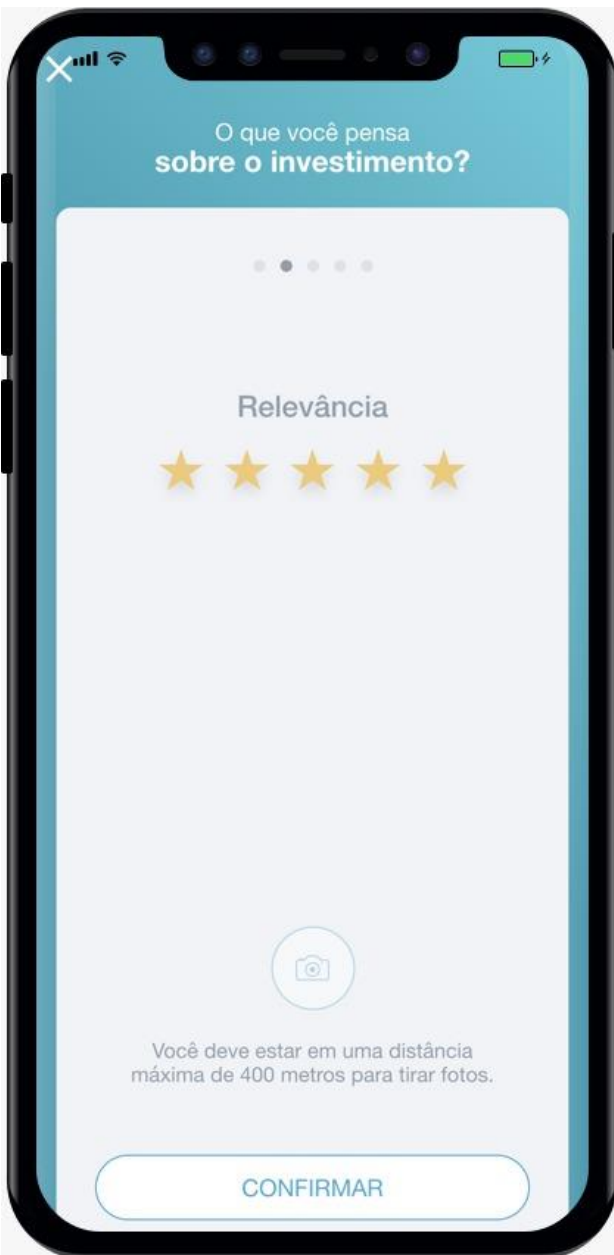 O que você pensa
sobre o investimento?
Relevância
Você deve estar em uma distância
máxima de 400 metros para tirar fotos.
CONFIRMAR